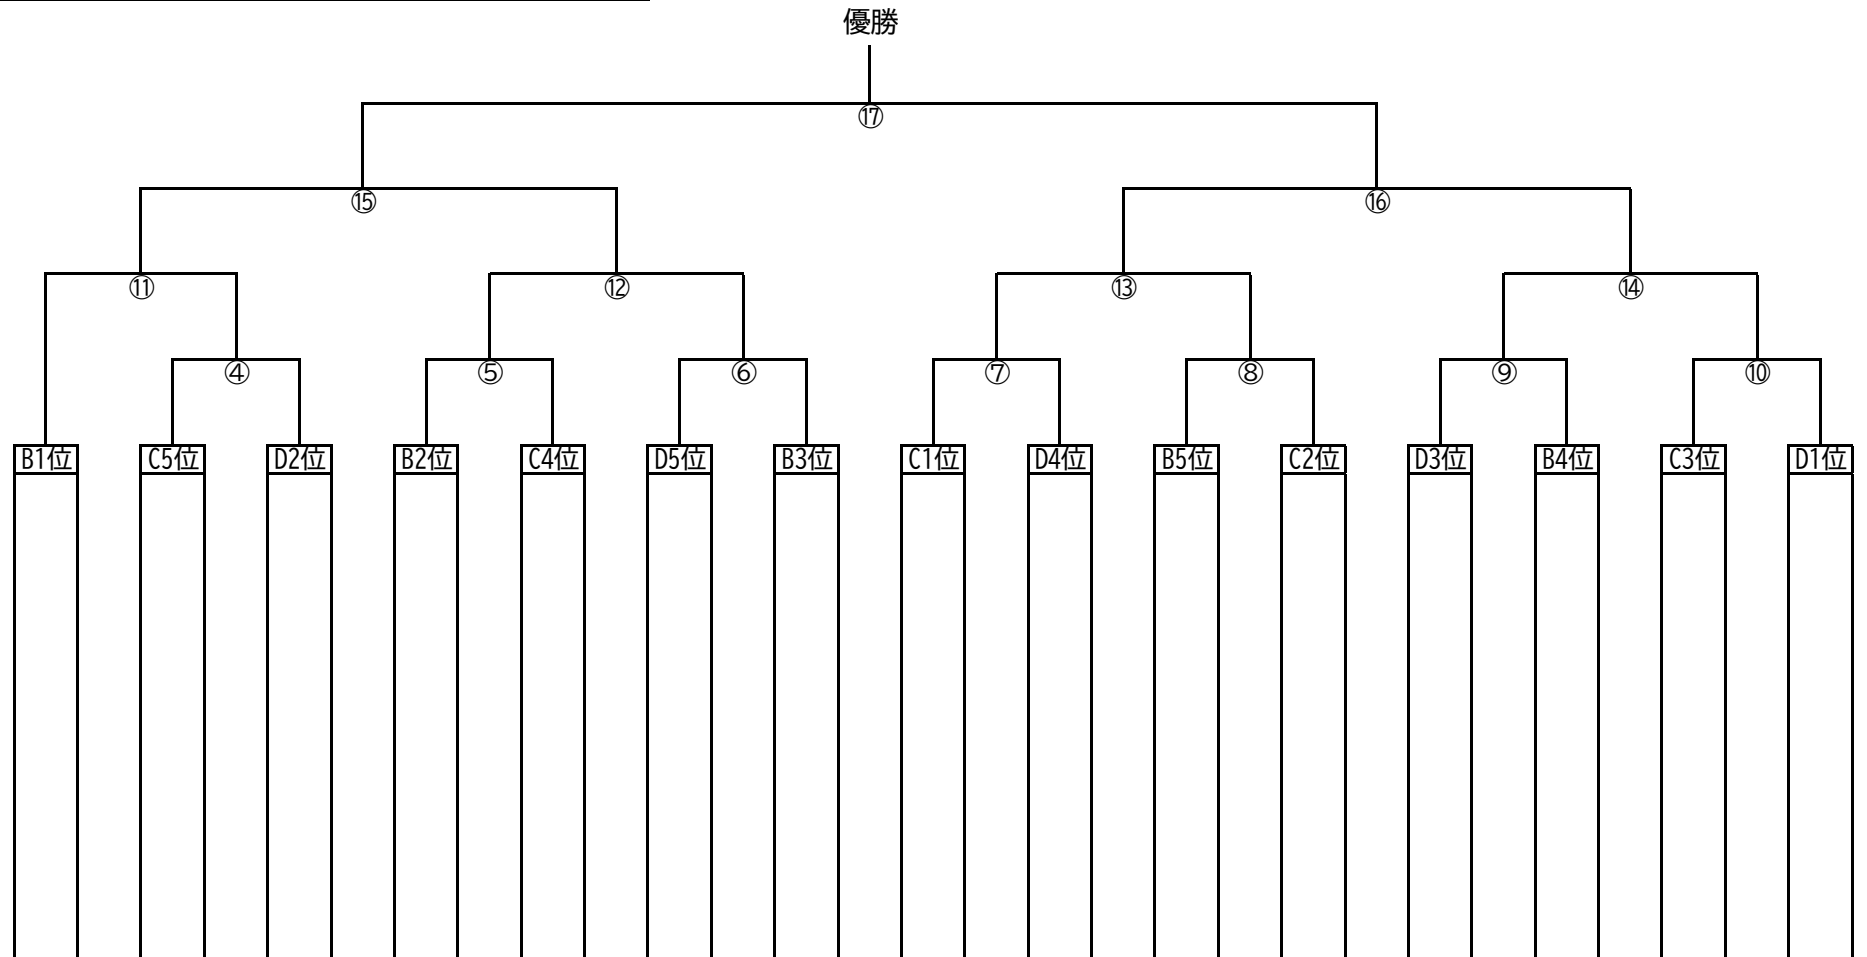 優勝
⑰
⑮ ⑯
⑪ ⑫ ⑬ ⑭
④ ⑤ ⑥ ⑦ ⑧ ⑨ ⑩
B1位 C5位 D2位 B2位 C4位 D5位 B3位 C1位 D4位 B5位 C2位 D3位 B4位 C3位 D1位